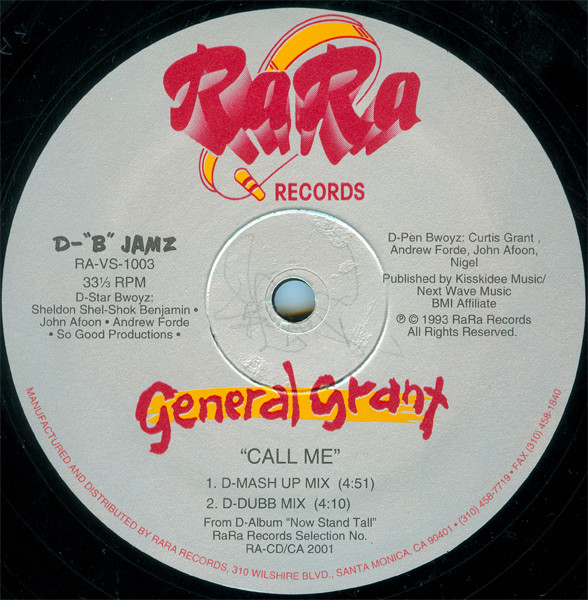 RaRa
RECORDS
D-"B" JAMZ
RA-VS-1003
33⅓ RPM
D-Star Bwoyz:
Sheldon Shel-Shok Benjamin •
John Afoon • Andrew Forde
• So Good Productions •
D-Pen Bwoyz: Curtis Grant ,
Andrew Forde, John Afoon,
Nigel
Published by Kisskidee Music/
Next Wave Music
BMI Affiliate
℗ © 1993 RaRa Records
All Rights Reserved.
General Grant
"CALL ME"
1. D-MASH UP MIX (4:51)
2. D-DUBB MIX (4:10)
From D-Album "Now Stand Tall"
RaRa Records Selection No.
RA-CD/CA 2001
MANUFACTURED AND DISTRIBUTED BY RARA RECORDS, 310 WILSHIRE BLVD., SANTA MONICA, CA 90401 • (310) 458-7719 • FAX (310) 458-1840